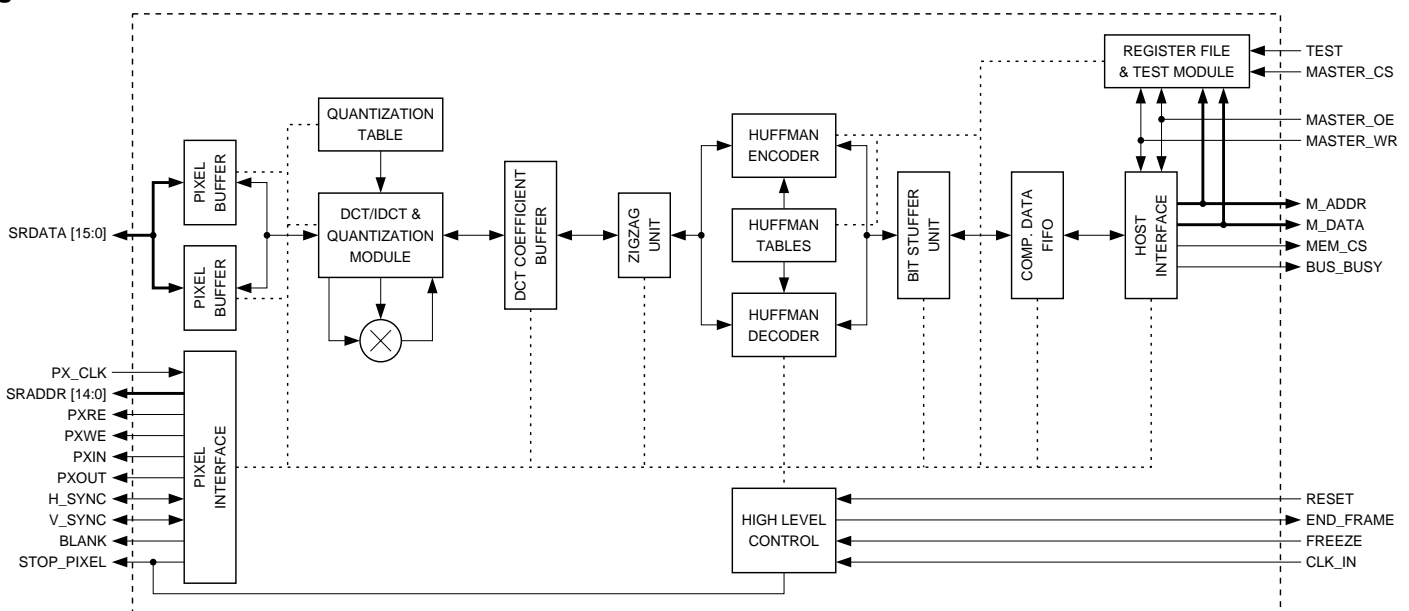 REGISTER FILE
& TEST MODULE
TEST
MASTER_CS
MASTER_OE
MASTER_WR
QUANTIZATION
TABLE
HUFFMAN
ENCODER
PIXEL
BUFFER
DCT/IDCT &
QUANTIZATION
MODULE
DCT COEFFICIENT
BUFFER
ZIGZAG
UNIT
HUFFMAN
TABLES
BIT STUFFER
UNIT
COMP. DATA
FIFO
HOST
INTERFACE
M_ADDR
M_DATA
MEM_CS
BUS_BUSY
SRDATA [15:0]
PIXEL
BUFFER
HUFFMAN
DECODER
PX_CLK
SRADDR [14:0]
PXRE
PXWE
PXIN
PXOUT
H_SYNC
V_SYNC
BLANK
STOP_PIXEL
PIXEL
INTERFACE
HIGH LEVEL
CONTROL
RESET
END_FRAME
FREEZE
CLK_IN